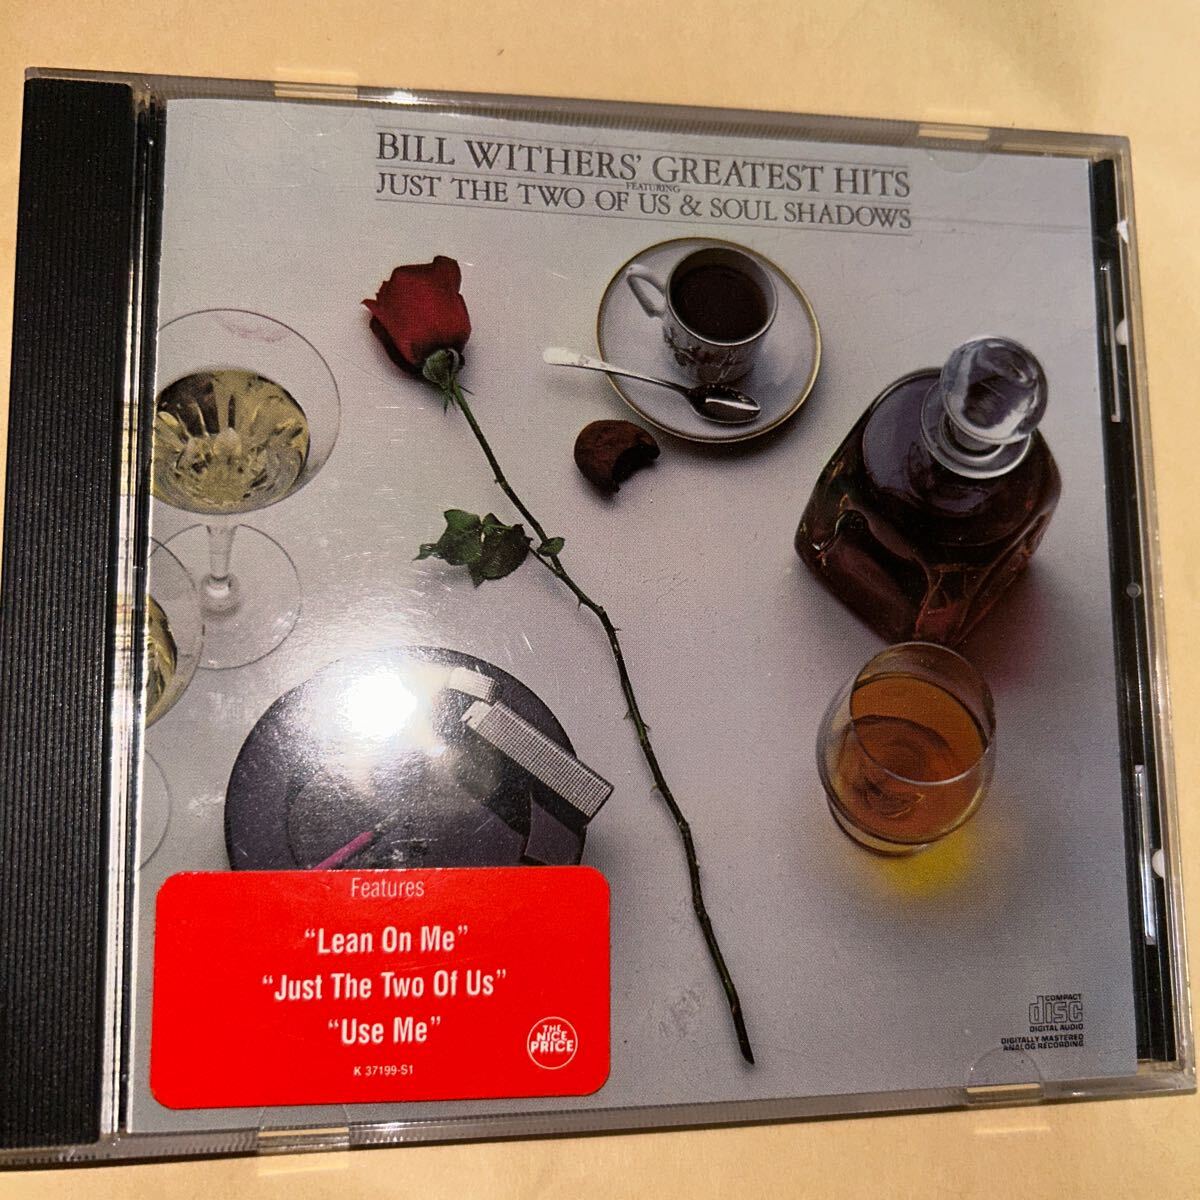 BILL WITHERS' GREATEST HITS
FEATURING
JUST THE TWO OF US & SOUL SHADOWS
Features
"Lean On Me"
"Just The Two Of Us"
"Use Me"
THE
NICE
PRICE
K 37199-S1
COMPACT
disc
DIGITAL AUDIO
DIGITALLY MASTERED
ANALOG RECORDING